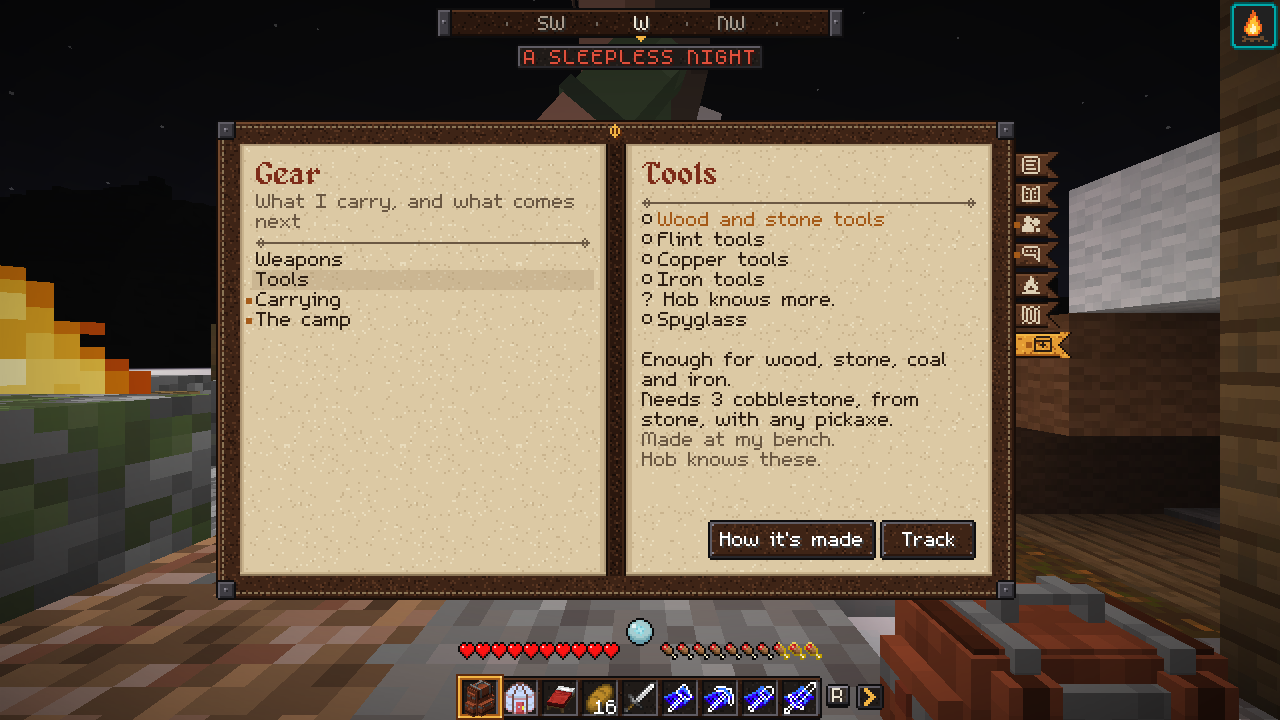 SW W NW
A SLEEPLESS NIGHT
Gear
What I carry, and what comes
next
Weapons
Tools
Carrying
The camp
Tools
Wood and stone tools
Flint tools
Copper tools
Iron tools
? Hob knows more.
Spyglass
Enough for wood, stone, coal
and iron.
Needs 3 cobblestone, from
stone, with any pickaxe.
Made at my bench.
Hob knows these.
How it's made
Track
16
R